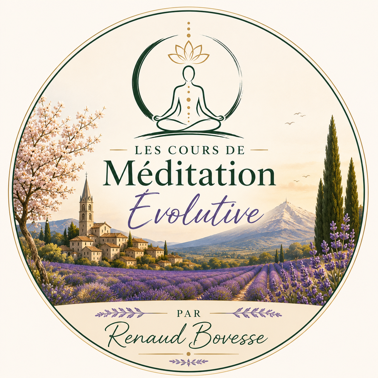 LES COURS DE
Méditation
Évolutive
PAR
Renaud Bovesse